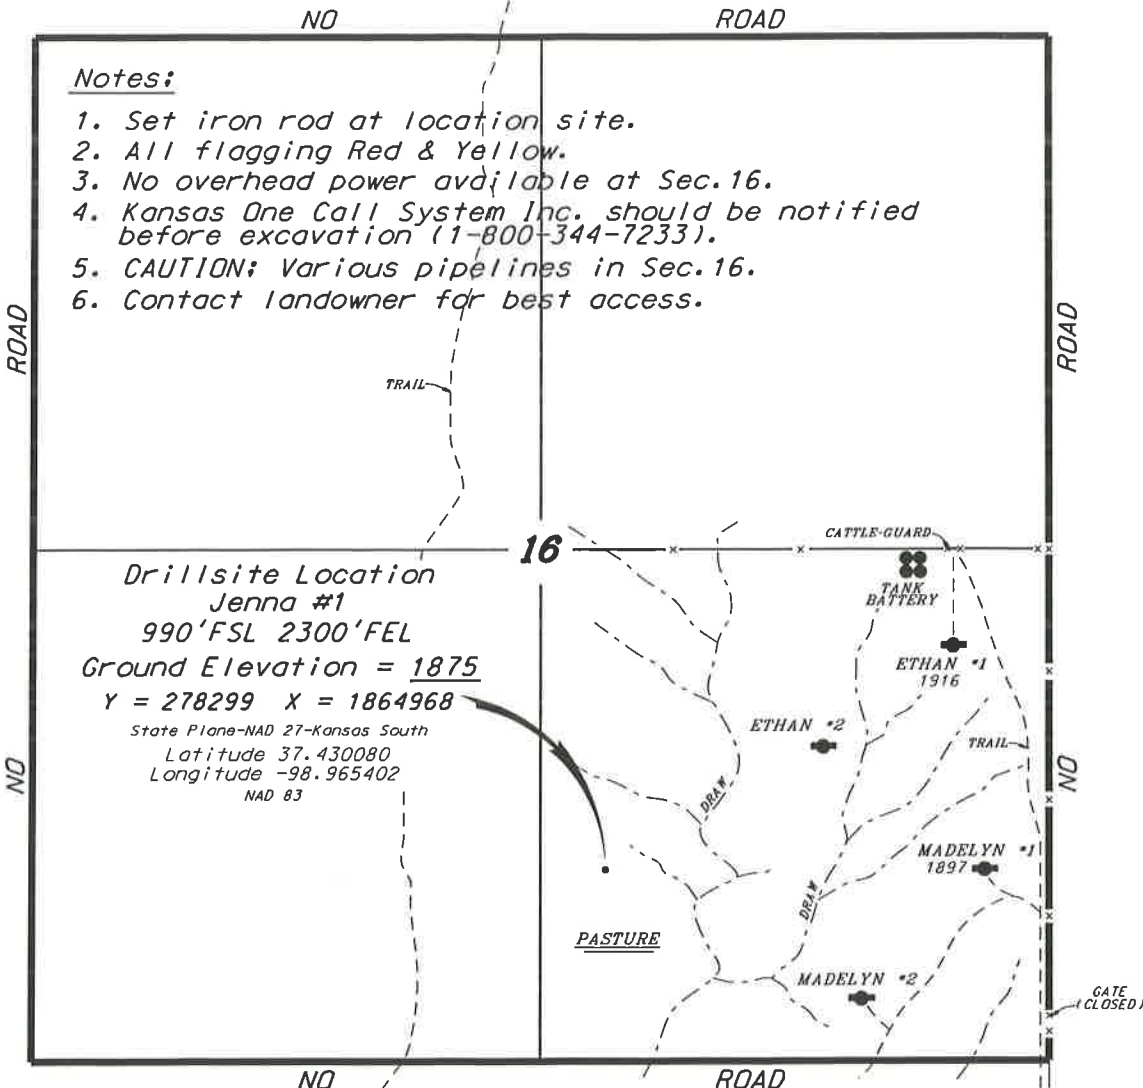 NO ROAD
Notes:
1. Set iron rod at location site.
2. All flagging Red & Yellow.
3. No overhead power available at Sec.16.
4. Kansas One Call System Inc. should be notified
before excavation (1-800-344-7233).
5. CAUTION: Various pipelines in Sec.16.
6. Contact landowner for best access.
ROAD
ROAD
TRAIL
CATTLE-GUARD
16
Drillsite Location
Jenna #1
990'FSL 2300'FEL
Ground Elevation = 1875
Y = 278299 X = 1864968
State Plane-NAD 27-Kansas South
Latitude 37.430080
Longitude -98.965402
NAD 83
TANK
BATTERY
ETHAN #1
1916
ETHAN #2
TRAIL
NO
NO
DRAW
MADELYN #1
1897
DRAW
PASTURE
MADELYN #2
GATE
(CLOSED)
NO ROAD